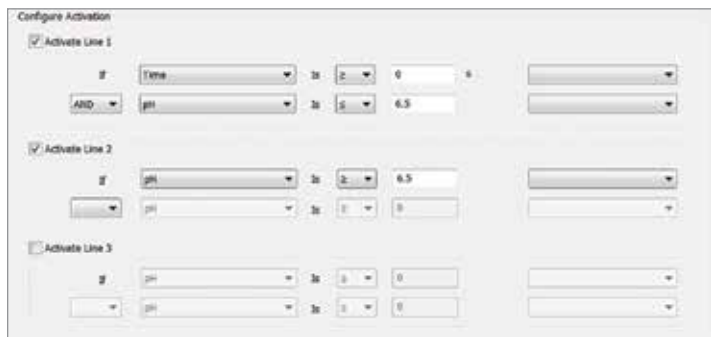 Configure Activation
Activate Line 1
If Time Is ≥ 0 s
AND pH Is ≤ 6.5
Activate Line 2
If pH Is ≥ 6.5
pH Is ≥ 0
Activate Line 3
If pH Is ≥ 0
pH Is ≥ 0